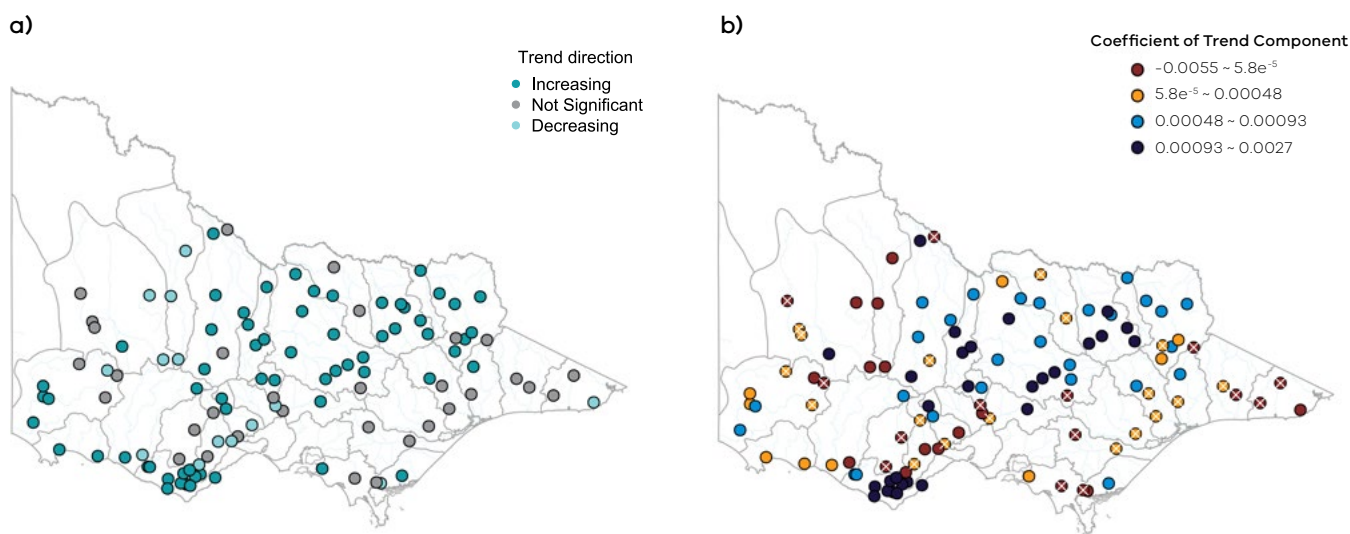 a)
Trend direction
Increasing
Not Significant
Decreasing
b)
Coefficient of Trend Component
-0.0055 ~ 5.8e⁻⁵
5.8e⁻⁵ ~ 0.00048
0.00048 ~ 0.00093
0.00093 ~ 0.0027